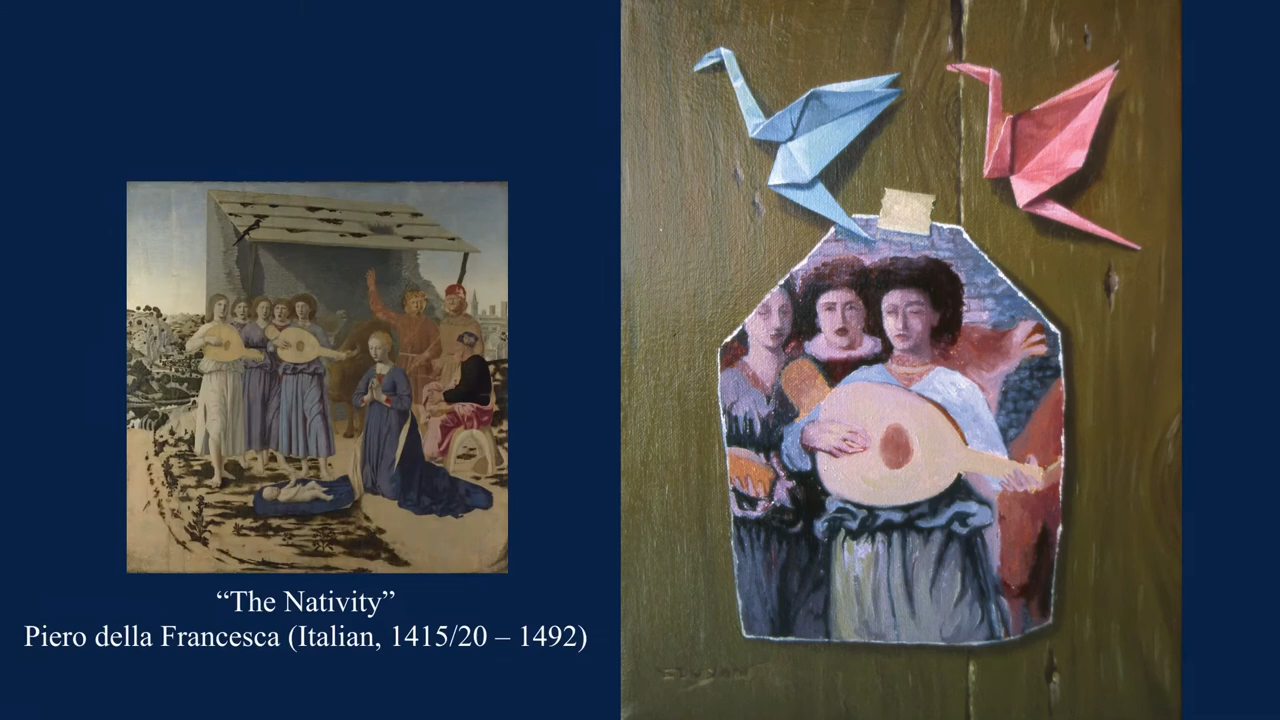 “The Nativity”
Piero della Francesca (Italian, 1415/20 – 1492)